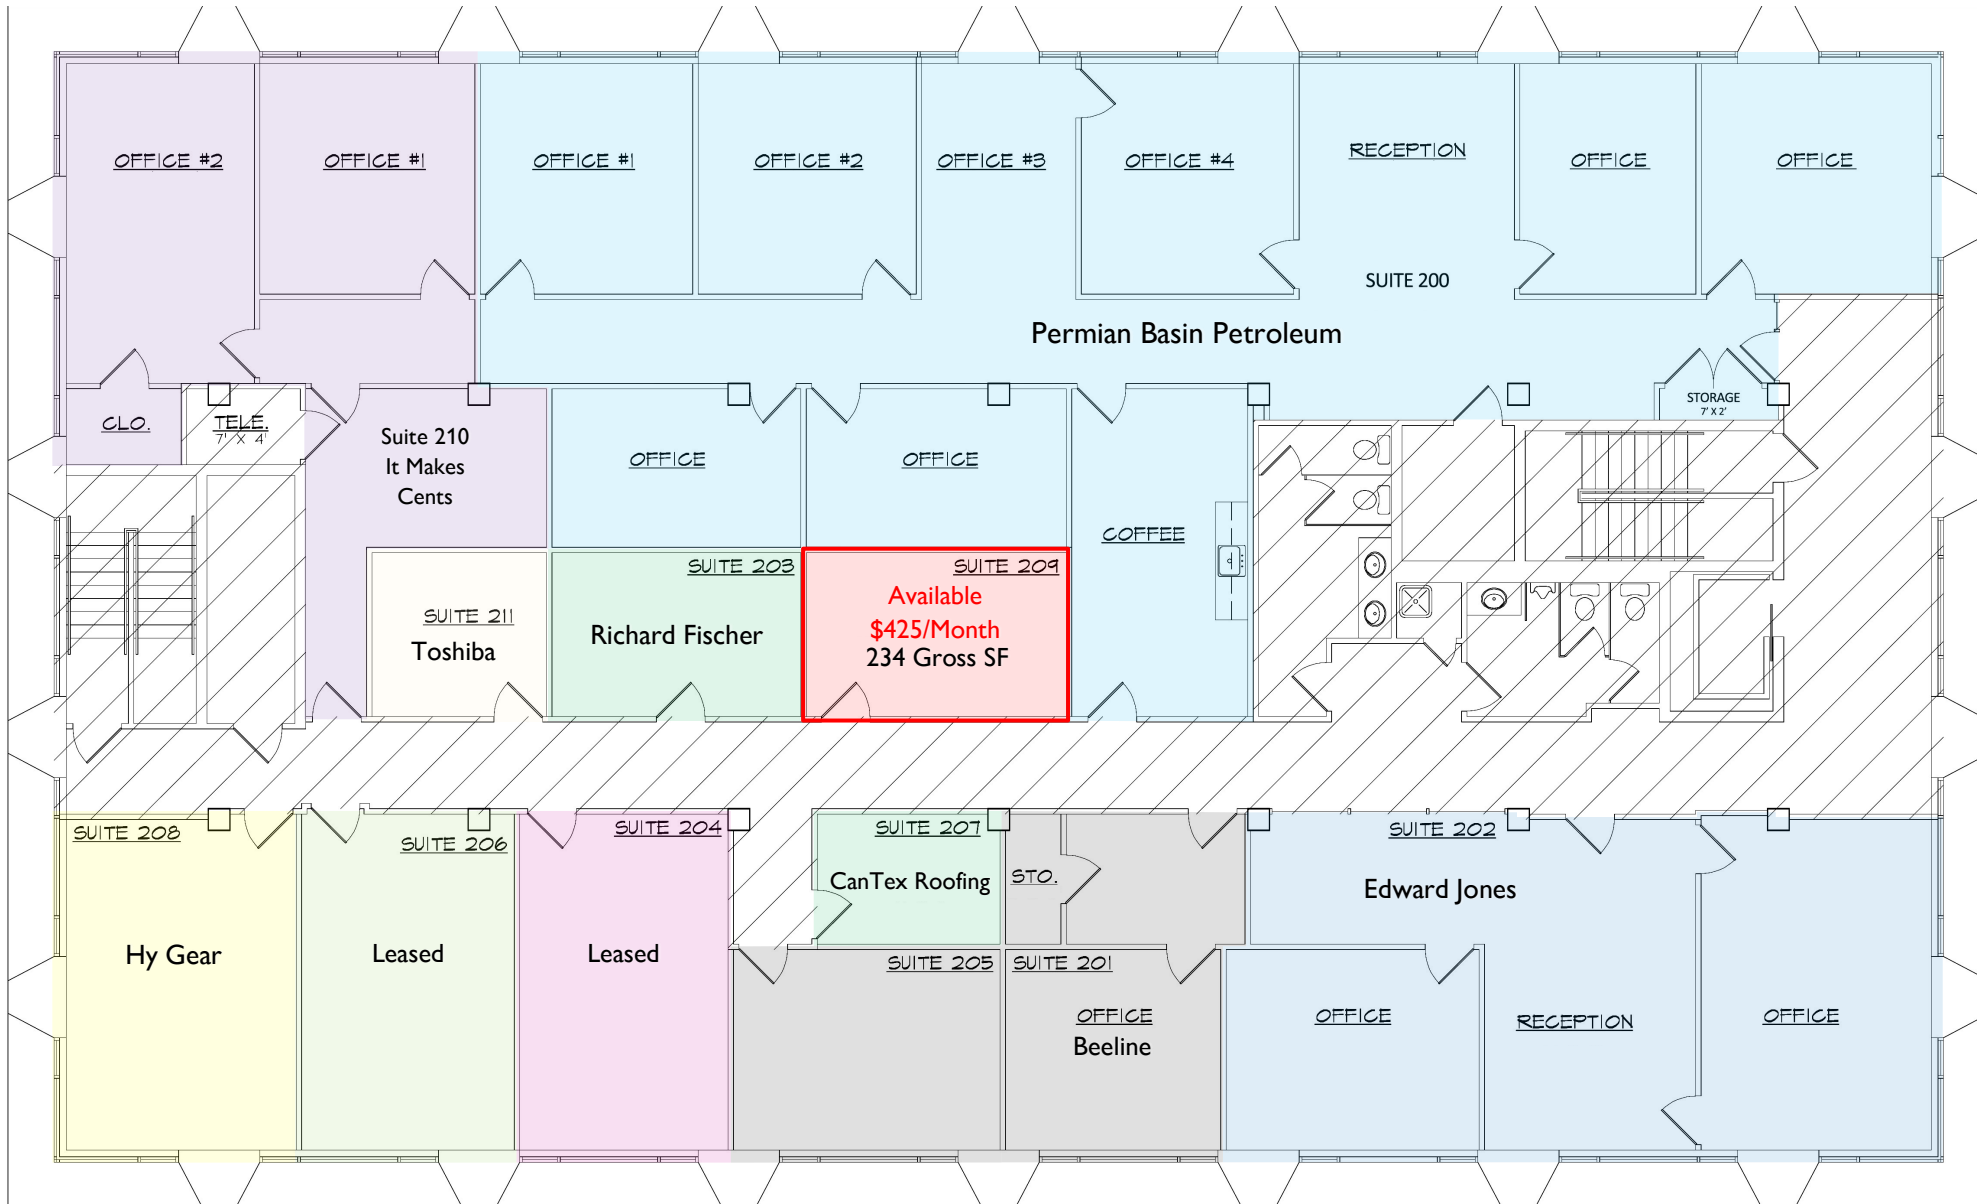 OFFICE #2
OFFICE #1
OFFICE #1
OFFICE #2
OFFICE #3
OFFICE #4
RECEPTION
OFFICE
OFFICE
SUITE 200
Permian Basin Petroleum
STORAGE
7' X 2'
CLO.
TELE.
7' X 4'
Suite 210
It Makes
Cents
OFFICE
OFFICE
COFFEE
SUITE 211
Toshiba
SUITE 203
Richard Fischer
SUITE 209
Available
$425/Month
234 Gross SF
SUITE 208
Hy Gear
SUITE 206
Leased
SUITE 204
Leased
SUITE 207
CanTex Roofing
STO.
SUITE 202
Edward Jones
SUITE 205
SUITE 201
OFFICE
Beeline
OFFICE
RECEPTION
OFFICE